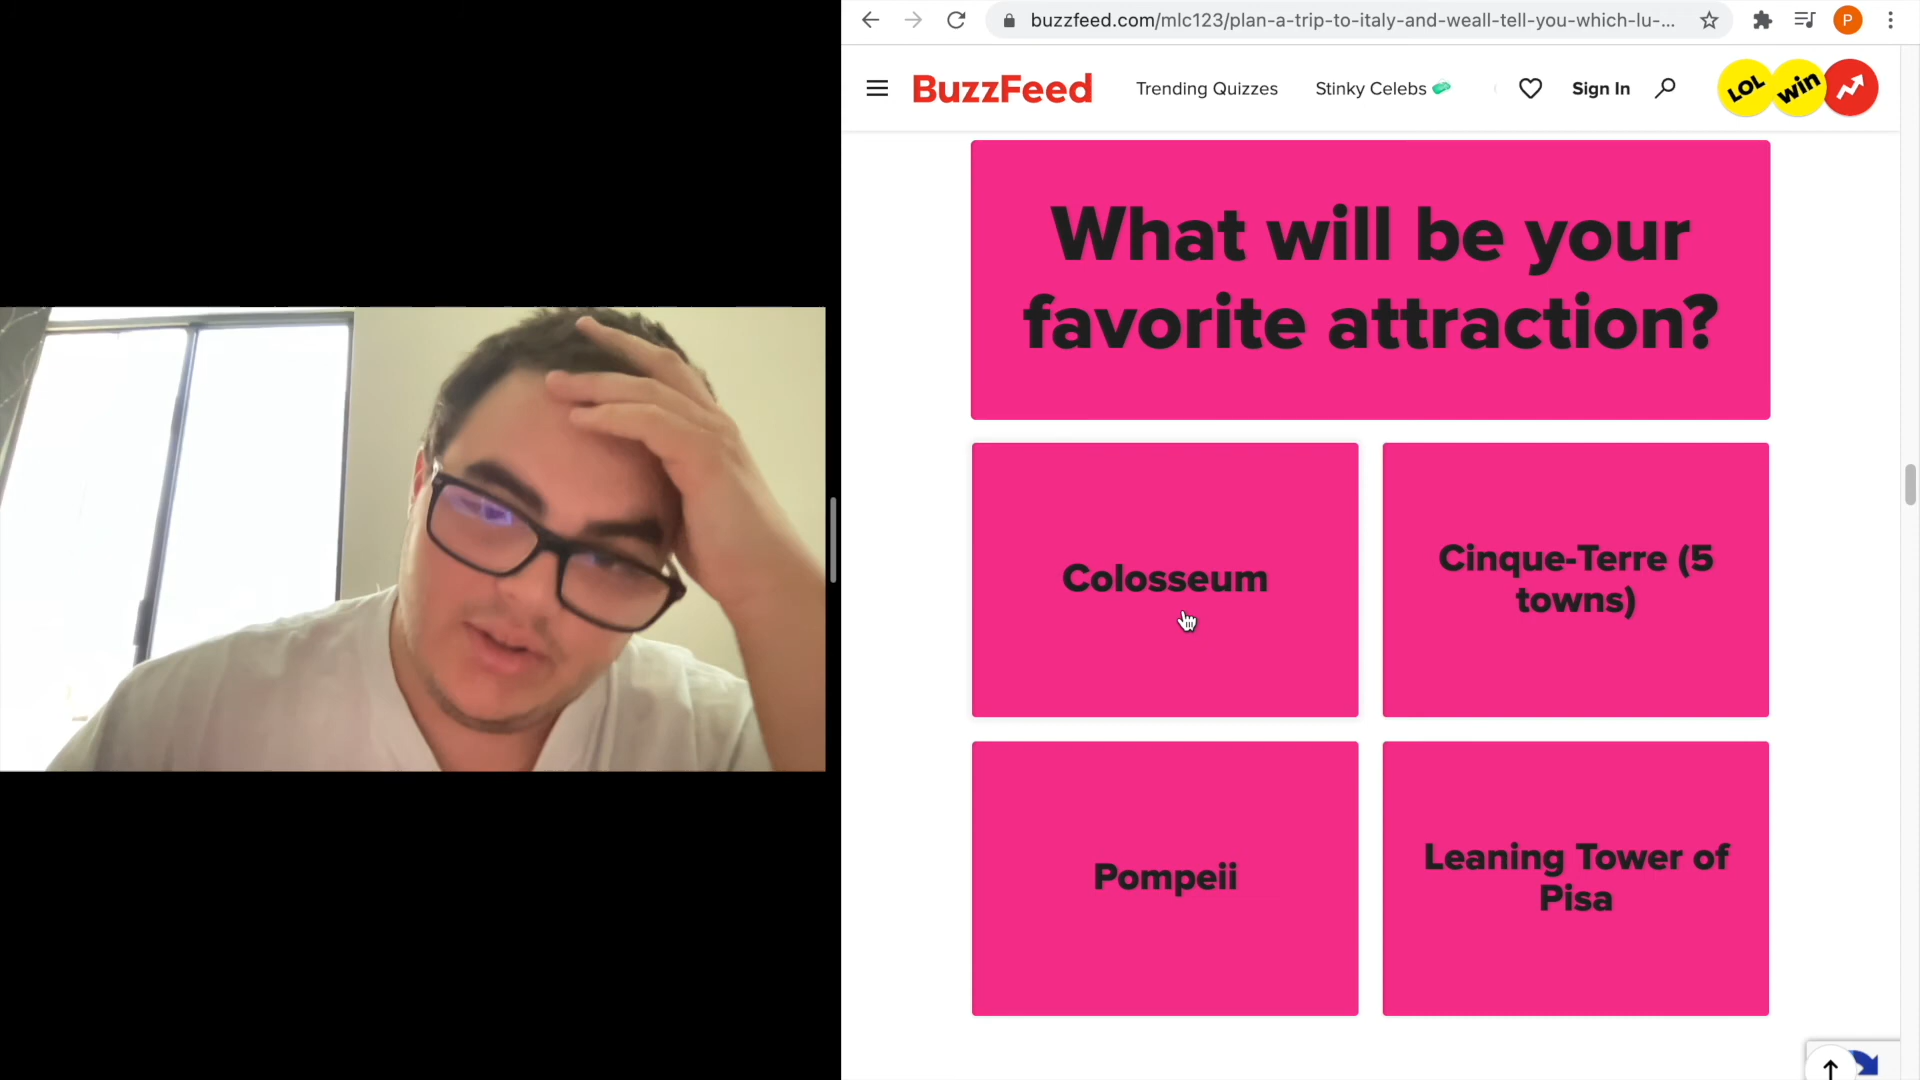 buzzfeed.com/mlc123/plan-a-trip-to-italy-and-weall-tell-you-which-lu-...
P
BuzzFeed
Trending Quizzes
Stinky Celebs
Sign In
LOL
win
What will be your
favorite attraction?
Colosseum
Cinque-Terre (5
towns)
Pompeii
Leaning Tower of
Pisa